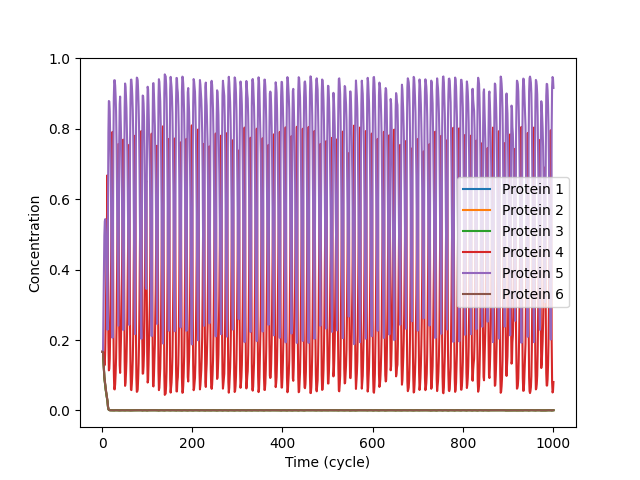 1.0
0.8
0.6
0.4
0.2
0.0
Concentration
0
200
400
600
800
1000
Time (cycle)
Protein 1
Protein 2
Protein 3
Protein 4
Protein 5
Protein 6